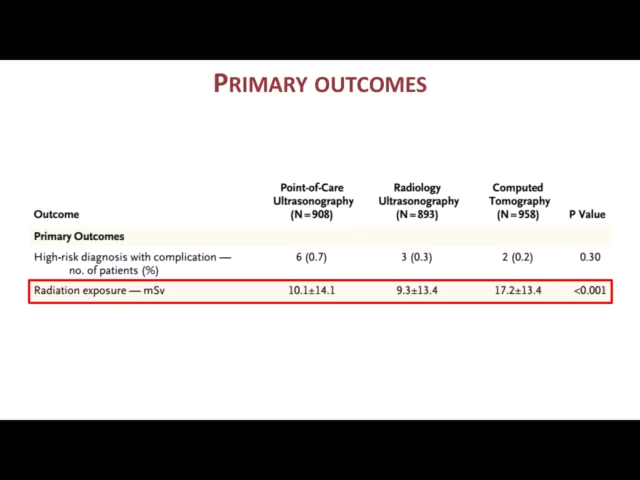 PRIMARY OUTCOMES
Point-of-Care Radiology Computed
Ultrasonography Ultrasonography Tomography
Outcome (N=908) (N=893) (N=958) P Value
Primary Outcomes
High-risk diagnosis with complication — 6 (0.7) 3 (0.3) 2 (0.2) 0.30
no. of patients (%)
Radiation exposure — mSv 10.1±14.1 9.3±13.4 17.2±13.4 <0.001